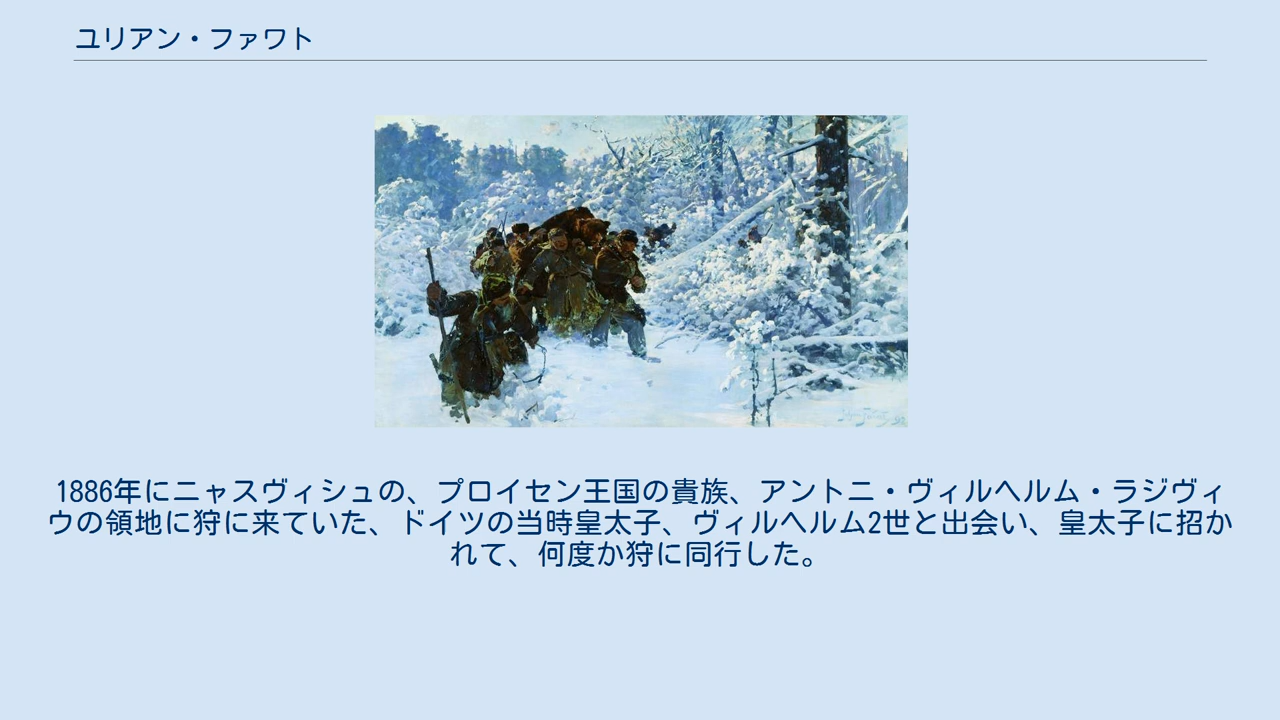 ユリアン・ファワト
1886年にニャスヴィシュの、プロイセン王国の貴族、アントニ・ヴィルヘルム・ラジヴィ
ウの領地に狩に来ていた、ドイツの当時皇太子、ヴィルヘルム2世と出会い、皇太子に招か
れて、何度か狩に同行した。